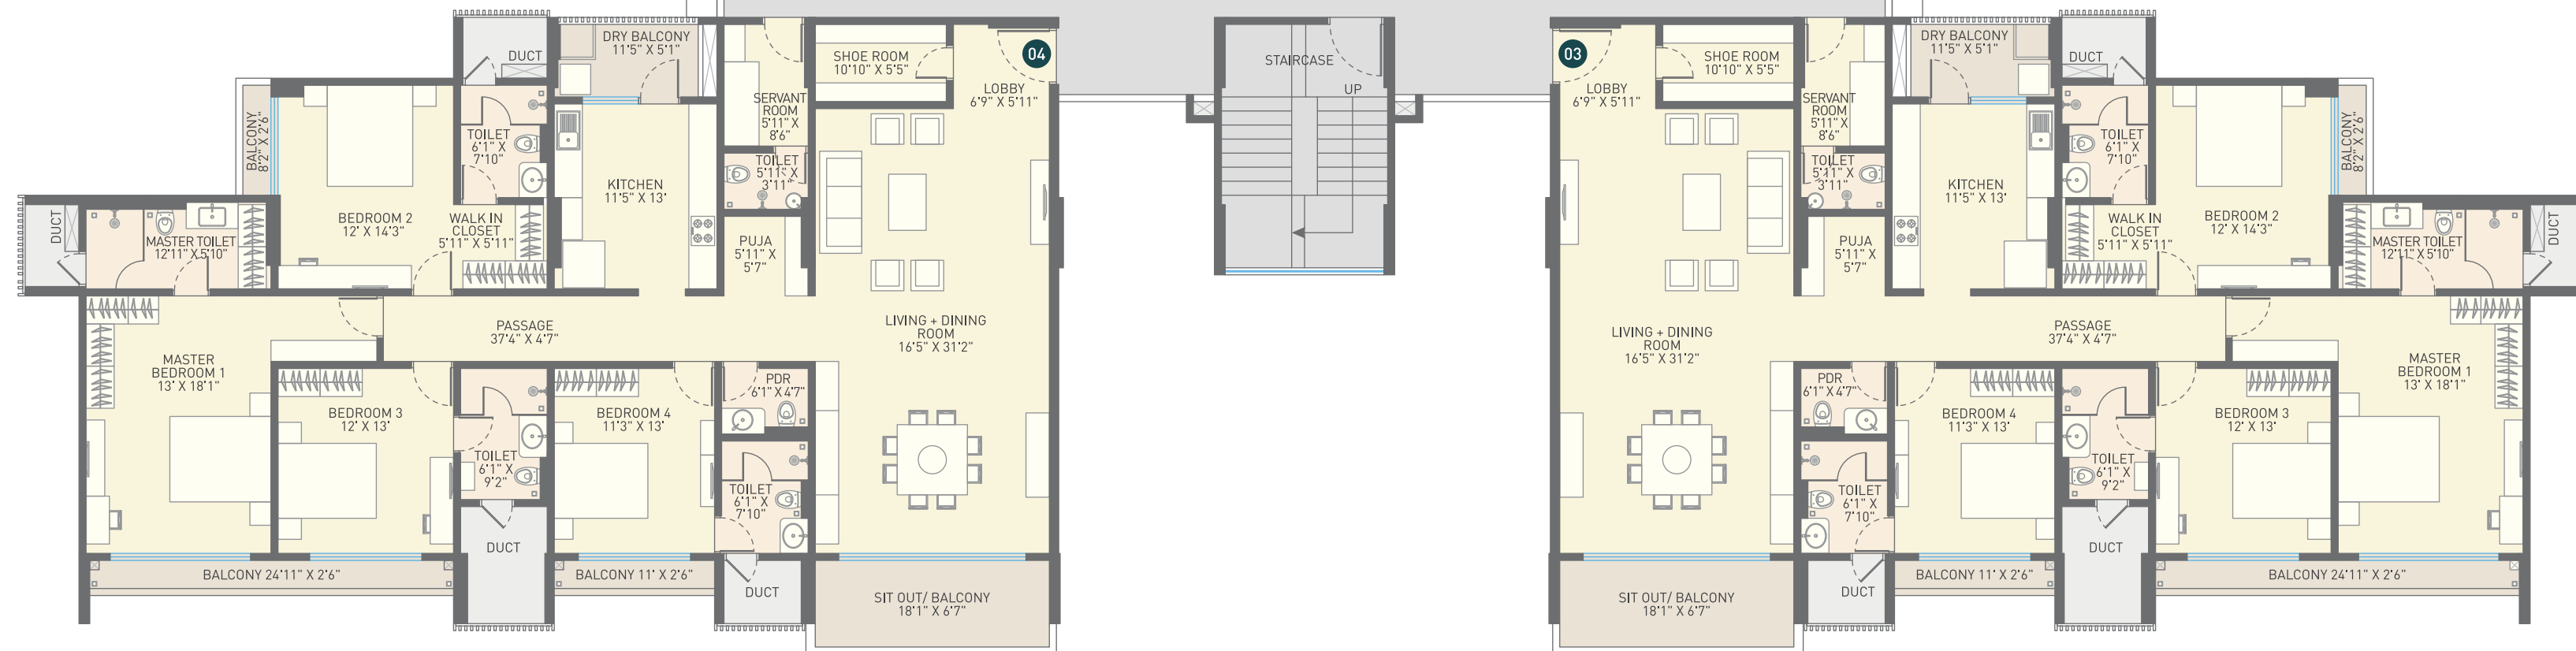 DUCT
DRY BALCONY
11'5" X 5'1"
SHOE ROOM
10'10" X 5'5"
04
LOBBY
6'9" X 5'11"
SERVANT
ROOM
5'11" X
8'6"
BALCONY
8'2" X 2'6"
TOILET
6'1" X
7'10"
TOILET
5'11" X
3'11"
KITCHEN
11'5" X 13'
BEDROOM 2
12' X 14'3"
WALK IN
CLOSET
5'11" X 5'11"
DUCT
MASTER TOILET
12'11" X 5'10"
PUJA
5'11" X
5'7"
PASSAGE
37'4" X 4'7"
LIVING + DINING
ROOM
16'5" X 31'2"
MASTER
BEDROOM 1
13' X 18'1"
BEDROOM 3
12' X 13'
BEDROOM 4
11'3" X 13'
PDR
6'1" X 4'7"
TOILET
6'1" X
9'2"
TOILET
6'1" X
7'10"
DUCT
BALCONY 24'11" X 2'6"
BALCONY 11' X 2'6"
DUCT
SIT OUT/ BALCONY
18'1" X 6'7"
STAIRCASE
UP
03
LOBBY
6'9" X 5'11"
SHOE ROOM
10'10" X 5'5"
DRY BALCONY
11'5" X 5'1"
DUCT
SERVANT
ROOM
5'11" X
8'6"
TOILET
6'1" X
7'10"
BALCONY
8'2" X 2'6"
TOILET
5'11" X
3'11"
KITCHEN
11'5" X 13'
WALK IN
CLOSET
5'11" X 5'11"
BEDROOM 2
12' X 14'3"
MASTER TOILET
12'11" X 5'10"
DUCT
PUJA
5'11" X
5'7"
LIVING + DINING
ROOM
16'5" X 31'2"
PASSAGE
37'4" X 4'7"
MASTER
BEDROOM 1
13' X 18'1"
PDR
6'1" X 4'7"
BEDROOM 4
11'3" X 13'
BEDROOM 3
12' X 13'
TOILET
6'1" X
9'2"
TOILET
6'1" X
7'10"
DUCT
BALCONY 11' X 2'6"
BALCONY 24'11" X 2'6"
DUCT
SIT OUT/ BALCONY
18'1" X 6'7"